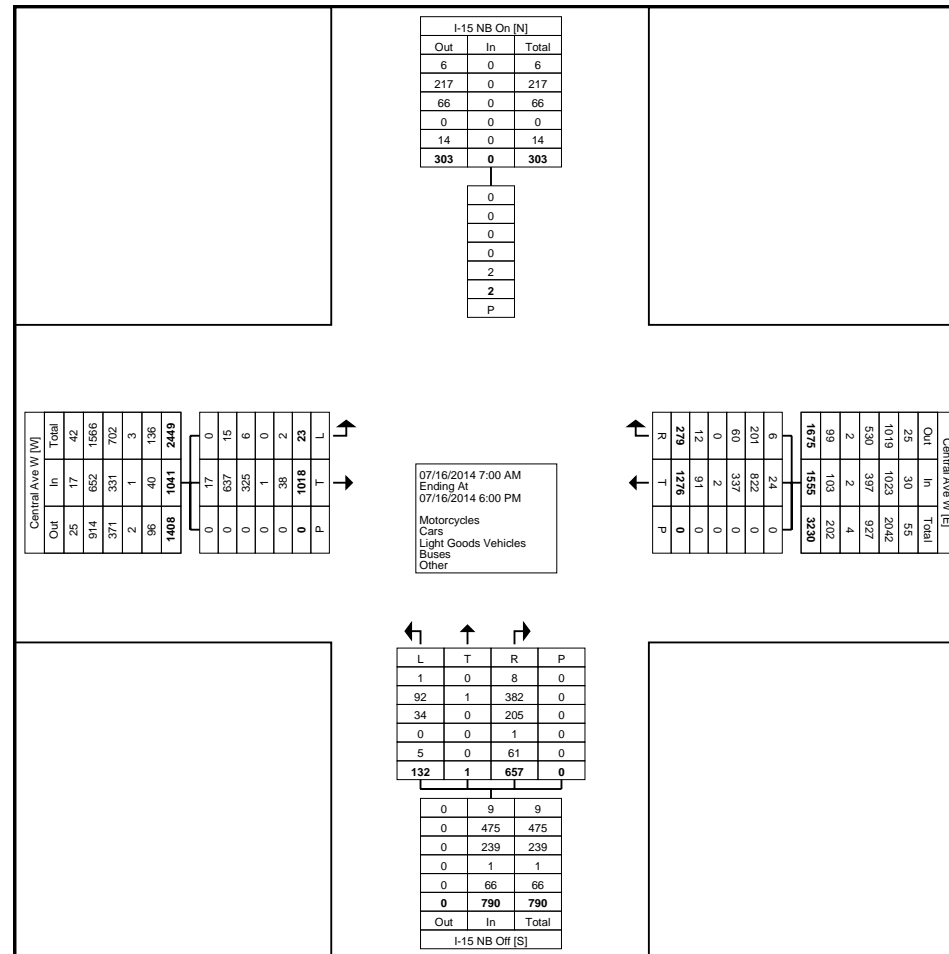 I-15 NB On [N]
Out In Total
6 0 6
217 0 217
66 0 66
0 0 0
14 0 14
303 0 303
0
0
0
0
2
2
P
Central Ave W [W]
Total In Out
42 17 25
1566 652 914
702 331 371
3 1 2
136 40 96
2449 1041 1408
L T P
0 17 0
15 637 0
6 325 0
0 1 0
2 38 0
23 1018 0
07/16/2014 7:00 AM
Ending At
07/16/2014 6:00 PM
Motorcycles
Cars
Light Goods Vehicles
Buses
Other
6 24 0
201 822 0
60 337 0
0 2 0
12 91 0
279 1276 0
R T P
Central Ave W [E]
Out In Total
25 30 55
1019 1023 2042
530 397 927
2 2 4
99 103 202
1675 1555 3230
L T R P
1 0 8 0
92 1 382 0
34 0 205 0
0 0 1 0
5 0 61 0
132 1 657 0
0 9 9
0 475 475
0 239 239
0 1 1
0 66 66
0 790 790
Out In Total
I-15 NB Off [S]